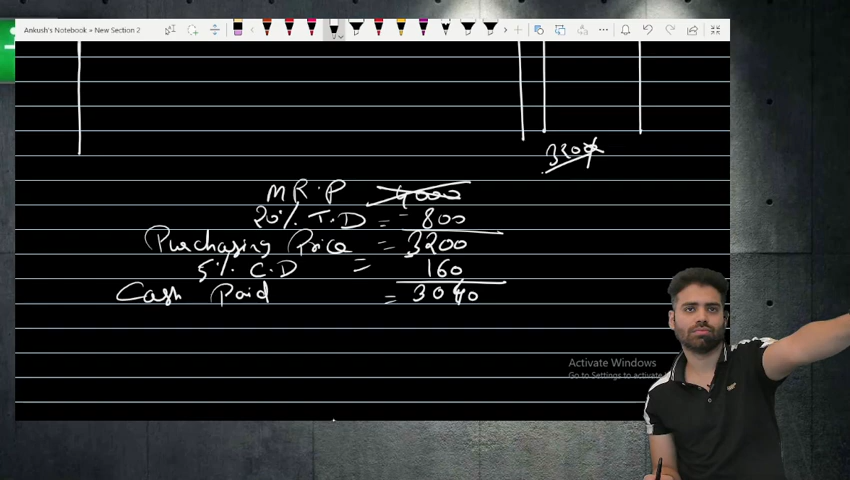 Ankush's Notebook » New Section 2
3200
M R.P 4000
20% T.D = - 800
Purchasing Price = 3200
5% C.D = 160
Cash Paid = 3040
Activate Windows
Go to Settings to activate